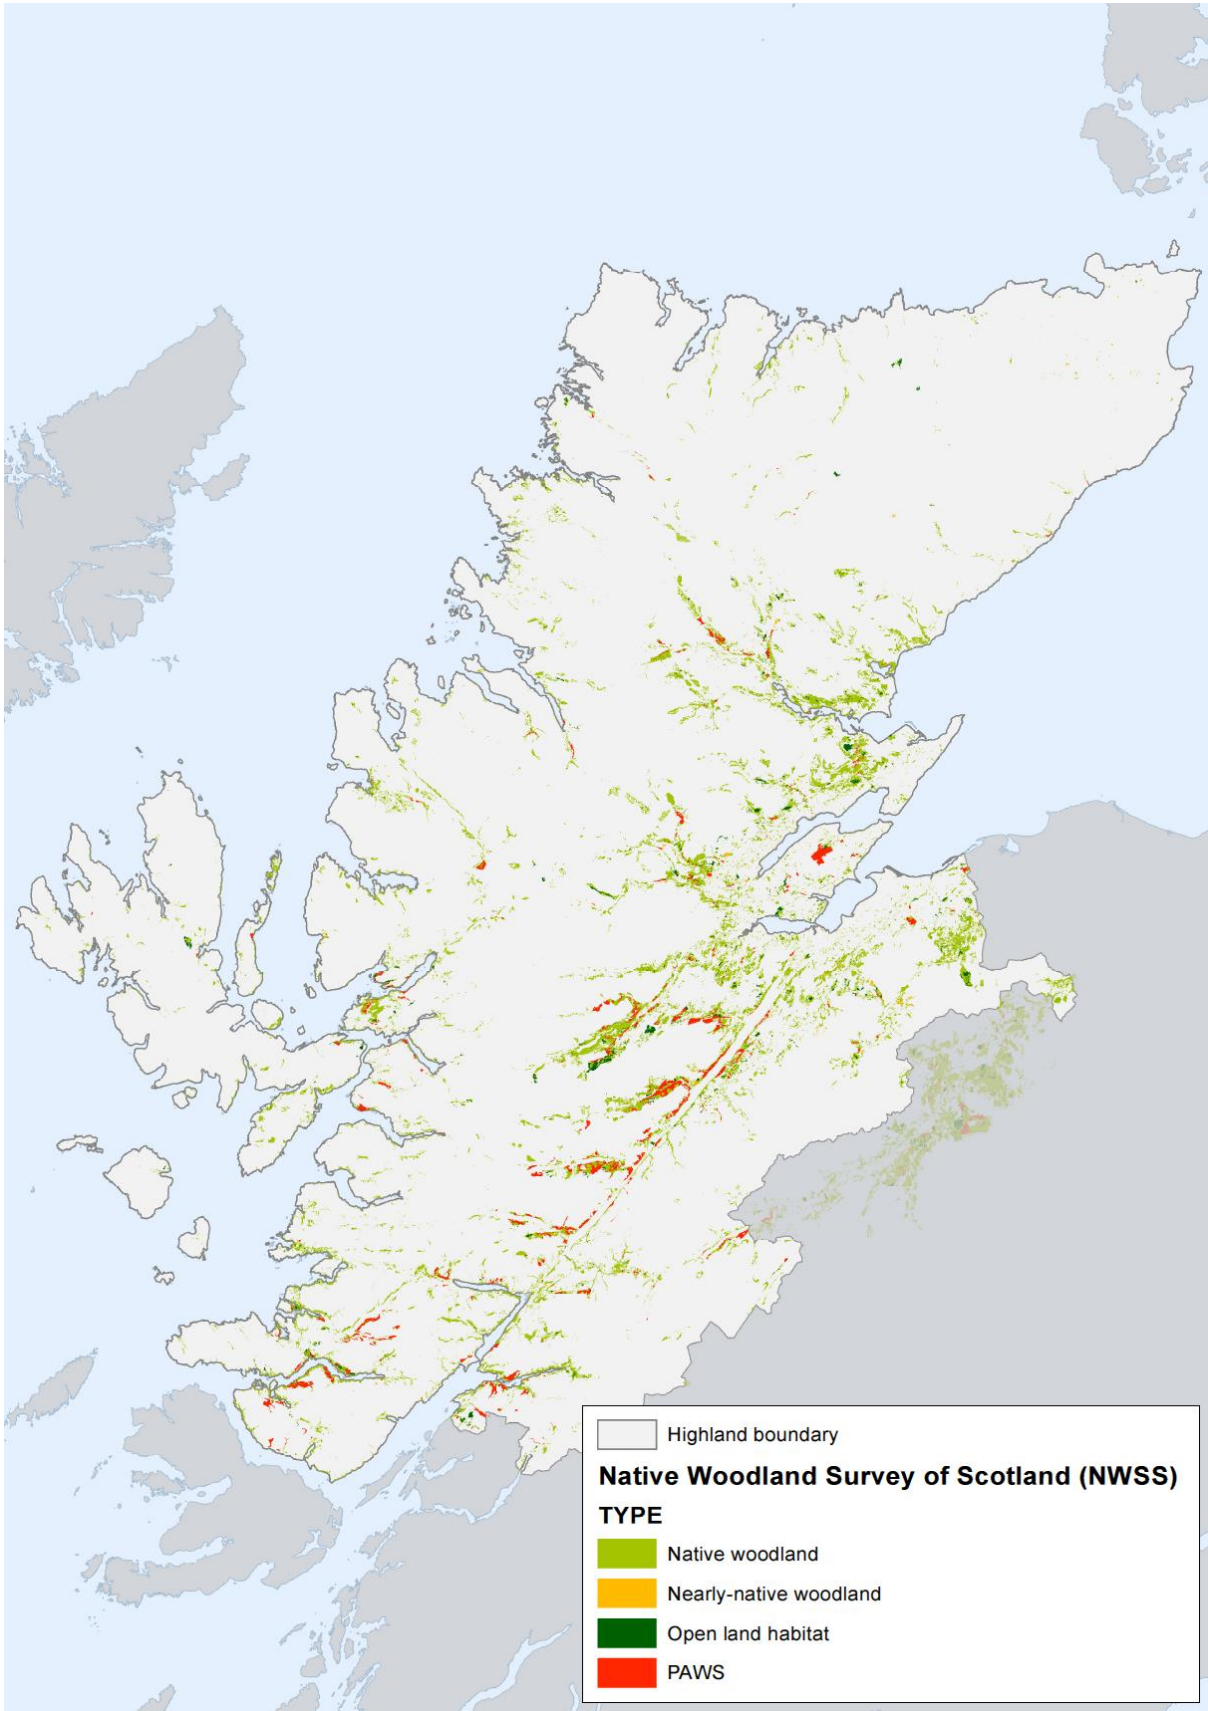 Highland boundary
Native Woodland Survey of Scotland (NWSS)
TYPE
Native woodland
Nearly-native woodland
Open land habitat
PAWS